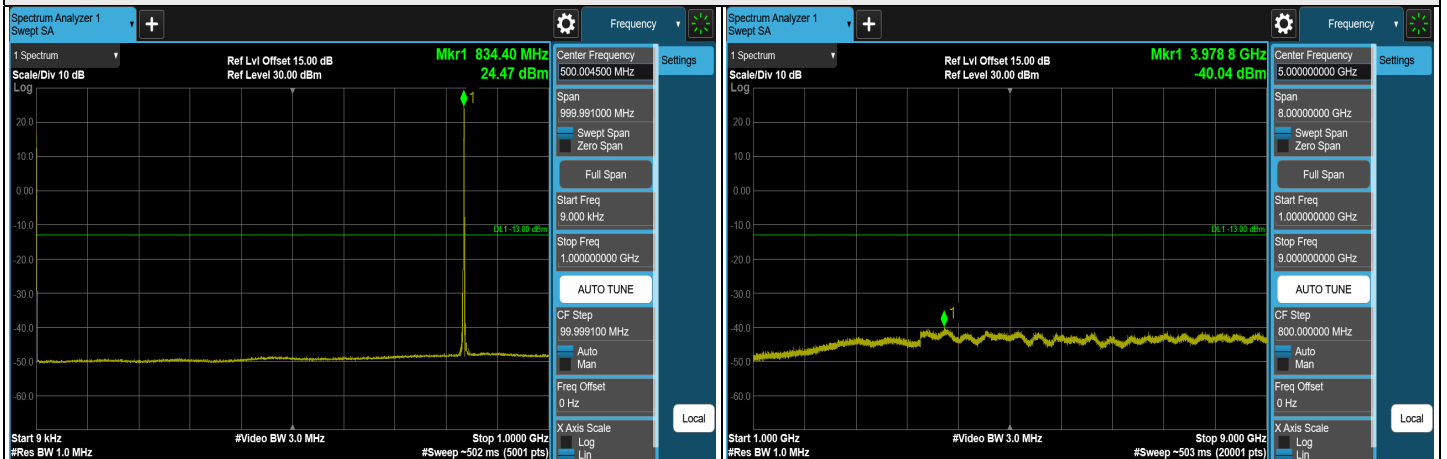 Spectrum Analyzer 1
Swept SA
+
Frequency
1 Spectrum
Scale/Div 10 dB
Log
Ref Lvl Offset 15.00 dB
Ref Level 30.00 dBm
Mkr1 834.40 MHz
24.47 dBm
1
20.0
10.0
0.00
-10.0
DL1 -13.00 dBm
-20.0
-30.0
-40.0
-50.0
-60.0
Start 9 kHz
#Res BW 1.0 MHz
#Video BW 3.0 MHz
Stop 1.0000 GHz
#Sweep ~502 ms (5001 pts)
Center Frequency
500.004500 MHz
Settings
Span
999.991000 MHz
Swept Span
Zero Span
Full Span
Start Freq
9.000 kHz
Stop Freq
1.000000000 GHz
AUTO TUNE
CF Step
99.999100 MHz
Auto
Man
Freq Offset
0 Hz
Local
X Axis Scale
Log
Lin
Spectrum Analyzer 1
Swept SA
+
Frequency
1 Spectrum
Scale/Div 10 dB
Log
Ref Lvl Offset 15.00 dB
Ref Level 30.00 dBm
Mkr1 3.978 8 GHz
-40.04 dBm
20.0
10.0
0.00
-10.0
DL1 -13.00 dBm
-20.0
-30.0
1
-40.0
-50.0
-60.0
Start 1.000 GHz
#Res BW 1.0 MHz
#Video BW 3.0 MHz
Stop 9.000 GHz
#Sweep ~503 ms (20001 pts)
Center Frequency
5.000000000 GHz
Settings
Span
8.00000000 GHz
Swept Span
Zero Span
Full Span
Start Freq
1.000000000 GHz
Stop Freq
9.000000000 GHz
AUTO TUNE
CF Step
800.000000 MHz
Auto
Man
Freq Offset
0 Hz
Local
X Axis Scale
Log
Lin